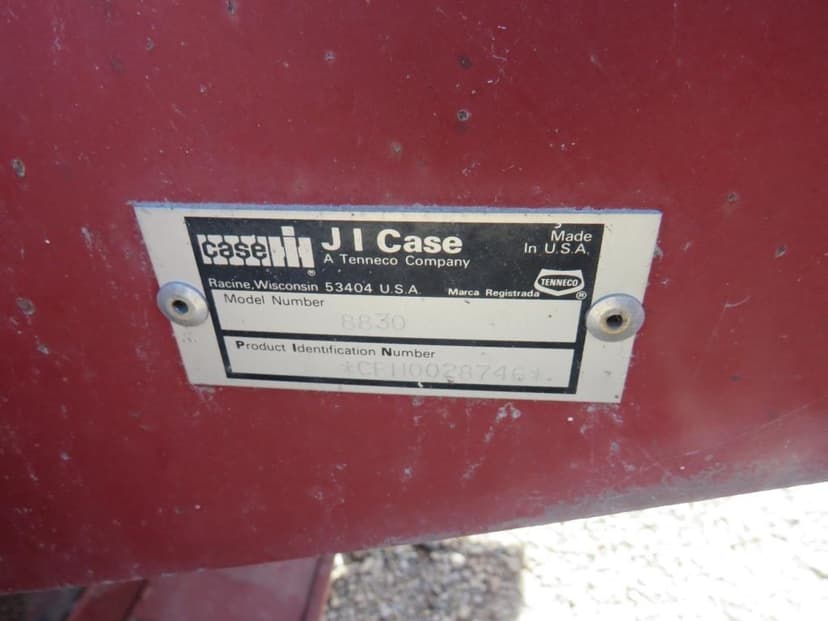 case IH
®
J I Case
A Tenneco Company
Made
In U.S.A.
Racine, Wisconsin 53404 U.S.A.
Marca Registrada
TENNECO
®
Model Number
8830
Product Identification Number